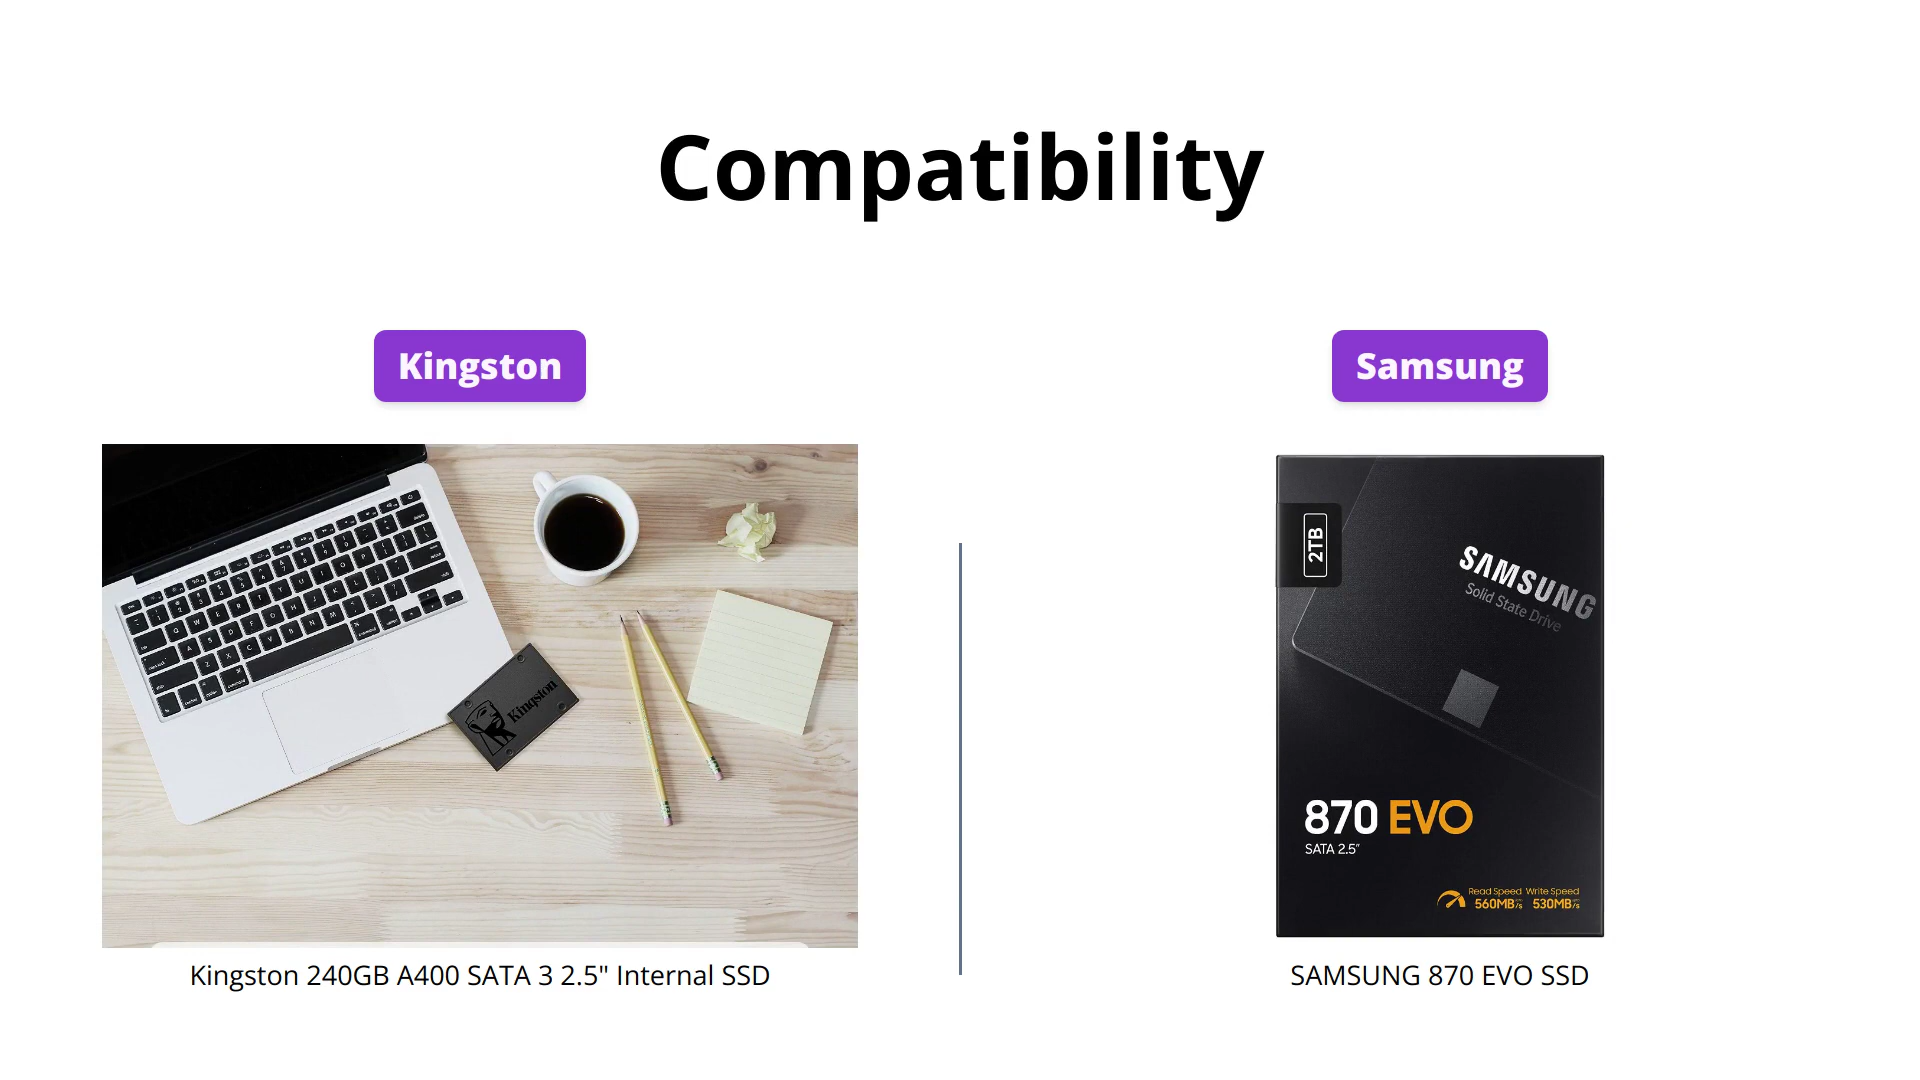 Compatibility
Kingston
Samsung
Kingston
2TB
SAMSUNG
Solid State Drive
870 EVO
SATA 2.5"
Read Speed Write Speed
560MB/s 530MB/s
Kingston 240GB A400 SATA 3 2.5" Internal SSD
SAMSUNG 870 EVO SSD